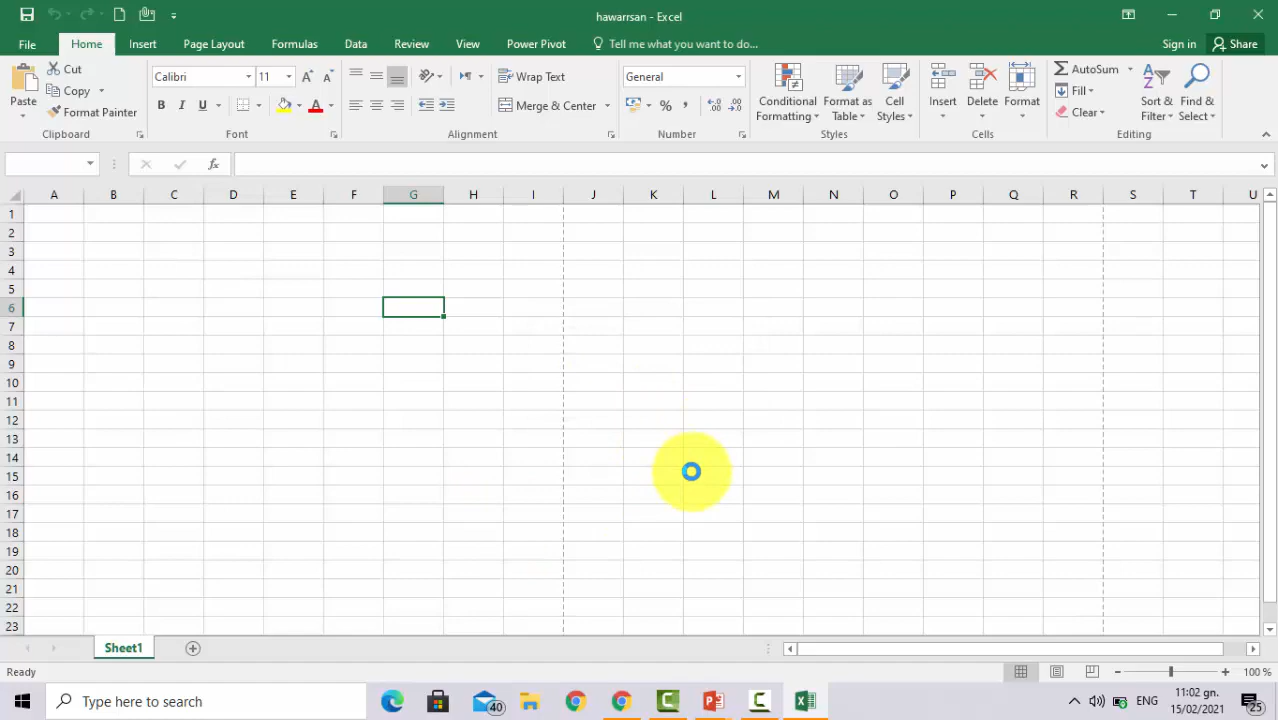 hawarrsan - Excel
File Home Insert Page Layout Formulas Data Review View Power Pivot Tell me what you want to do... Sign in Share
Paste Cut Copy Format Painter Clipboard
Calibri 11 A A B I U A Font
Wrap Text Merge & Center Alignment
General % , Number
Conditional Formatting Format as Table Cell Styles Styles
Insert Delete Format Cells
AutoSum Fill Clear Sort & Filter Find & Select Editing
fx
A B C D E F G H I J K L M N O P Q R S T U
1
2
3
4
5
6
7
8
9
10
11
12
13
14
15
16
17
18
19
20
21
22
23
Sheet1
Ready 100 %
Type here to search 40 ENG 11:02 gn. 25
15/02/2021